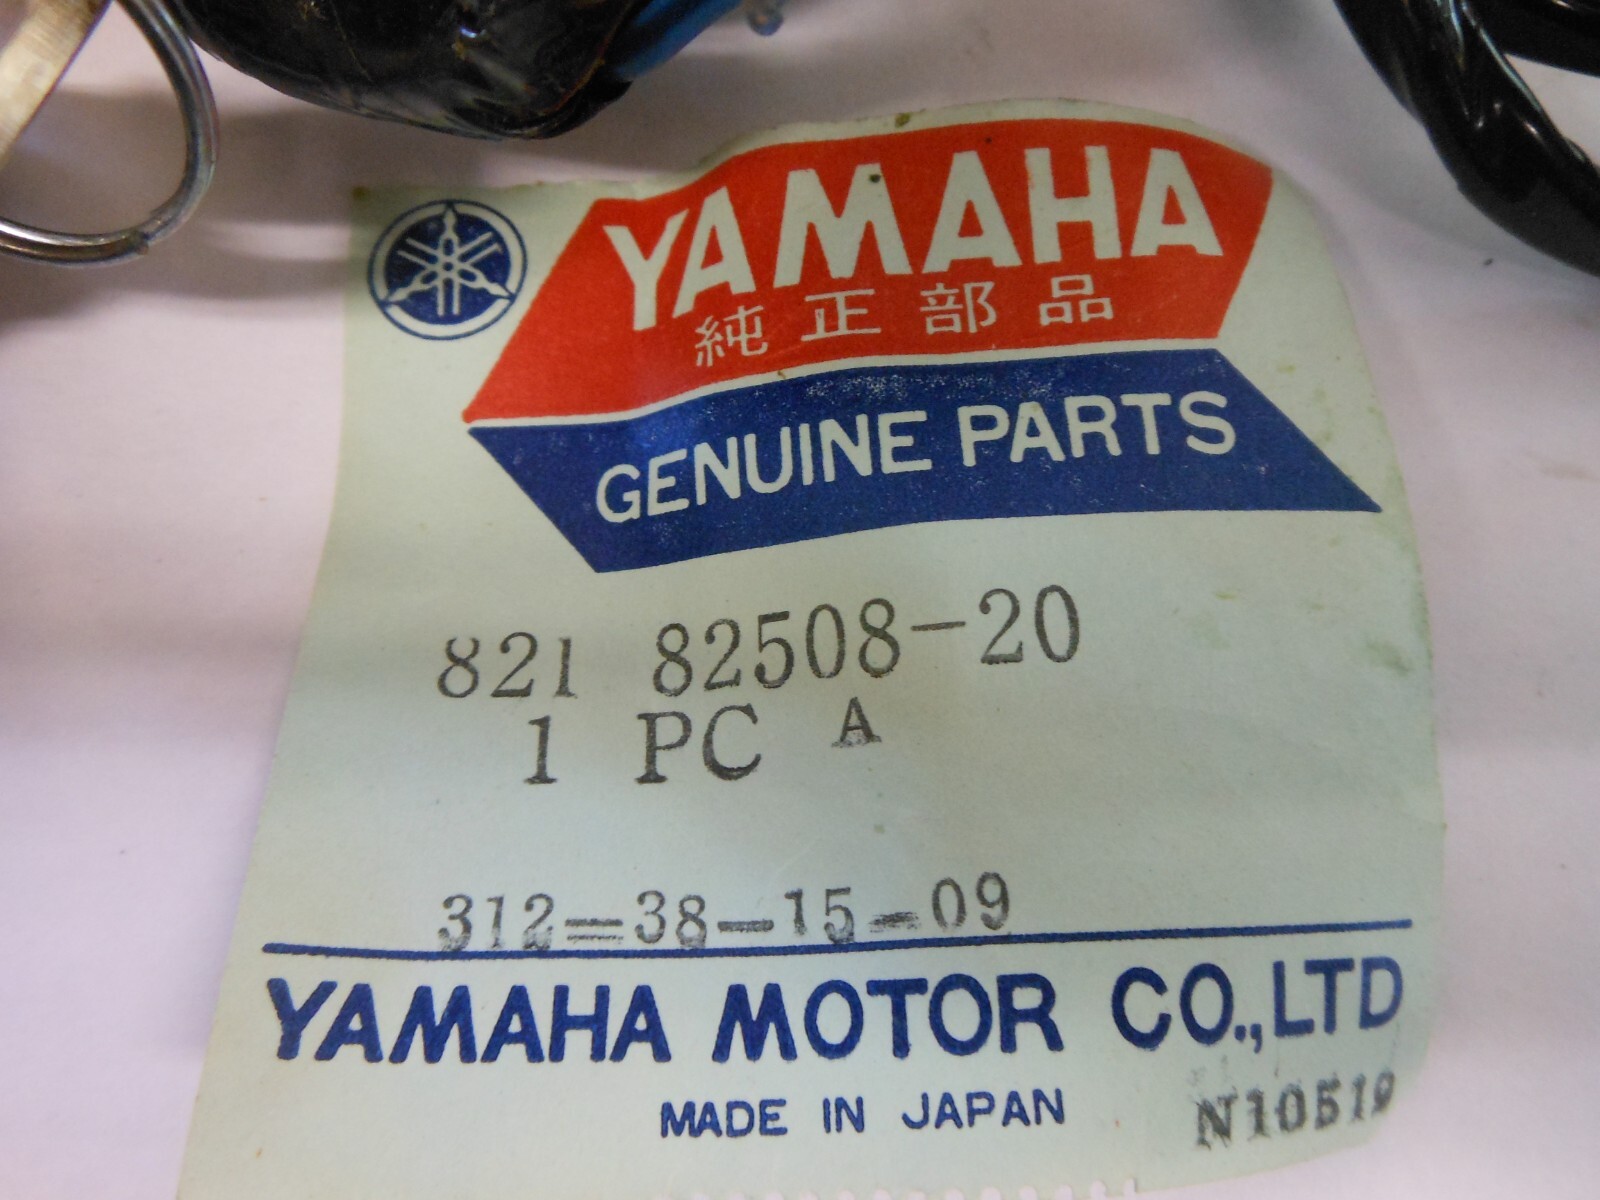 YAMAHA
純正部品
GENUINE PARTS
821 82508-20
1 PC A
312-38-15-09
YAMAHA MOTOR CO.,LTD
MADE IN JAPAN
N10519